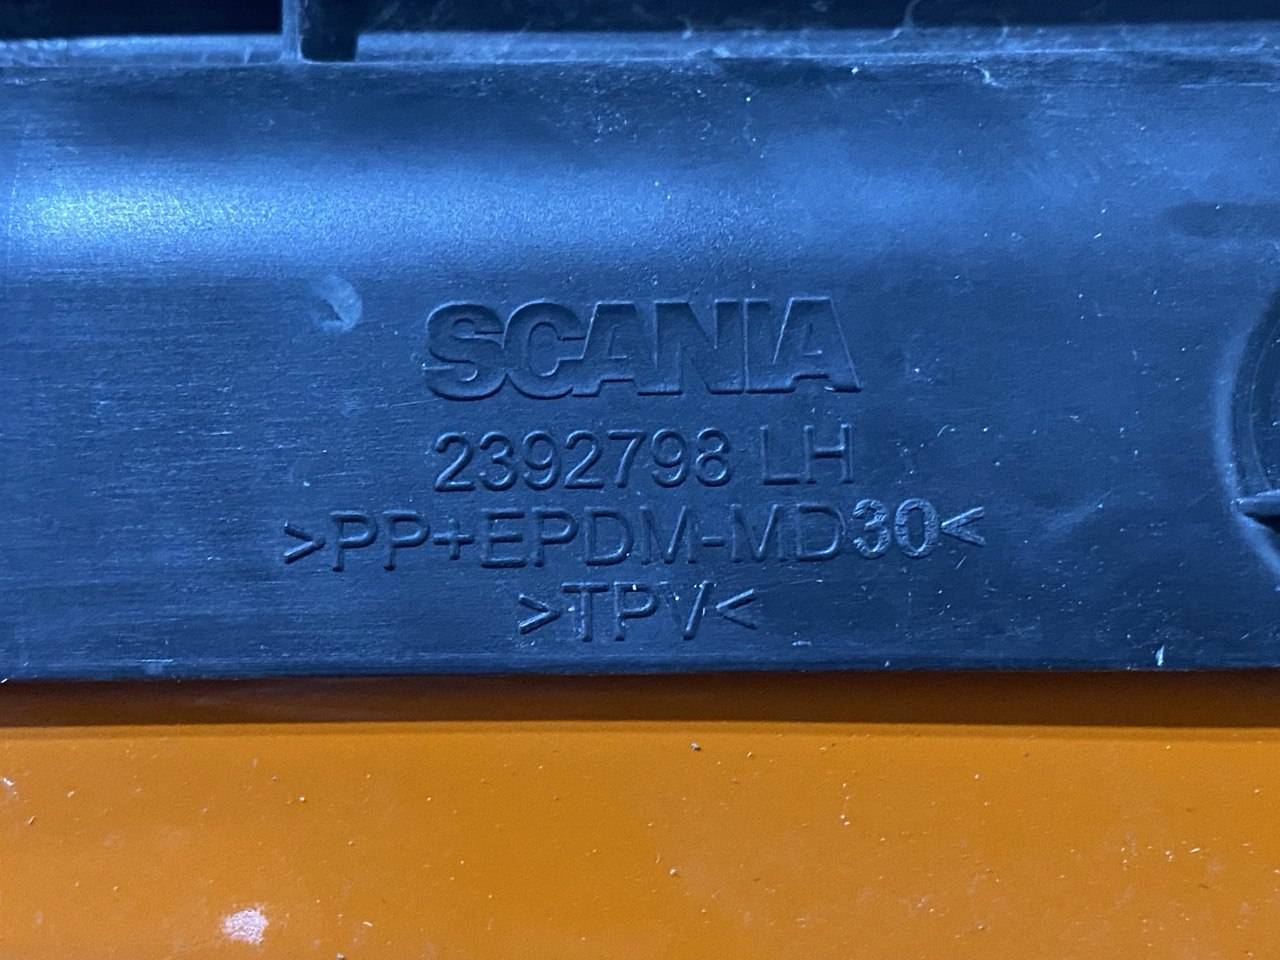 SCANIA
2392798 LH
>PP+EPDM-MD30<
>TPV<